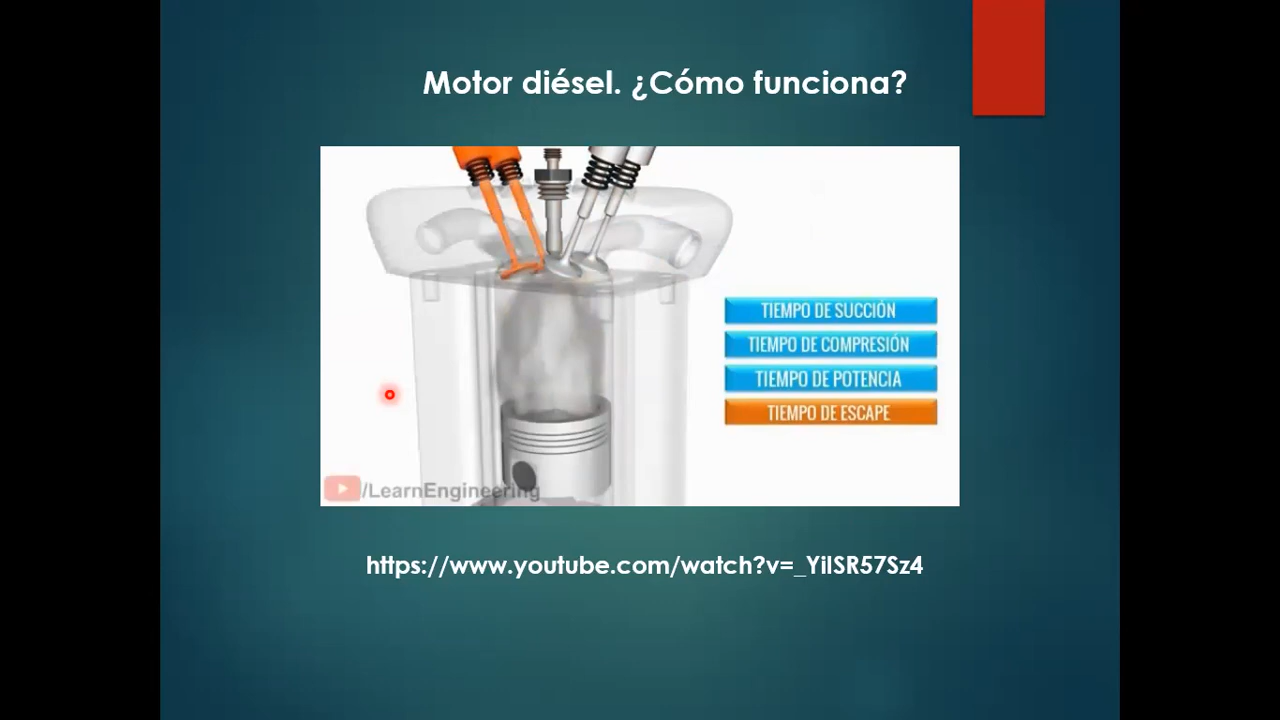 Motor diésel. ¿Cómo funciona?
TIEMPO DE SUCCIÓN
TIEMPO DE COMPRESIÓN
TIEMPO DE POTENCIA
TIEMPO DE ESCAPE
/LearnEngineering
https://www.youtube.com/watch?v=_YiISR57Sz4